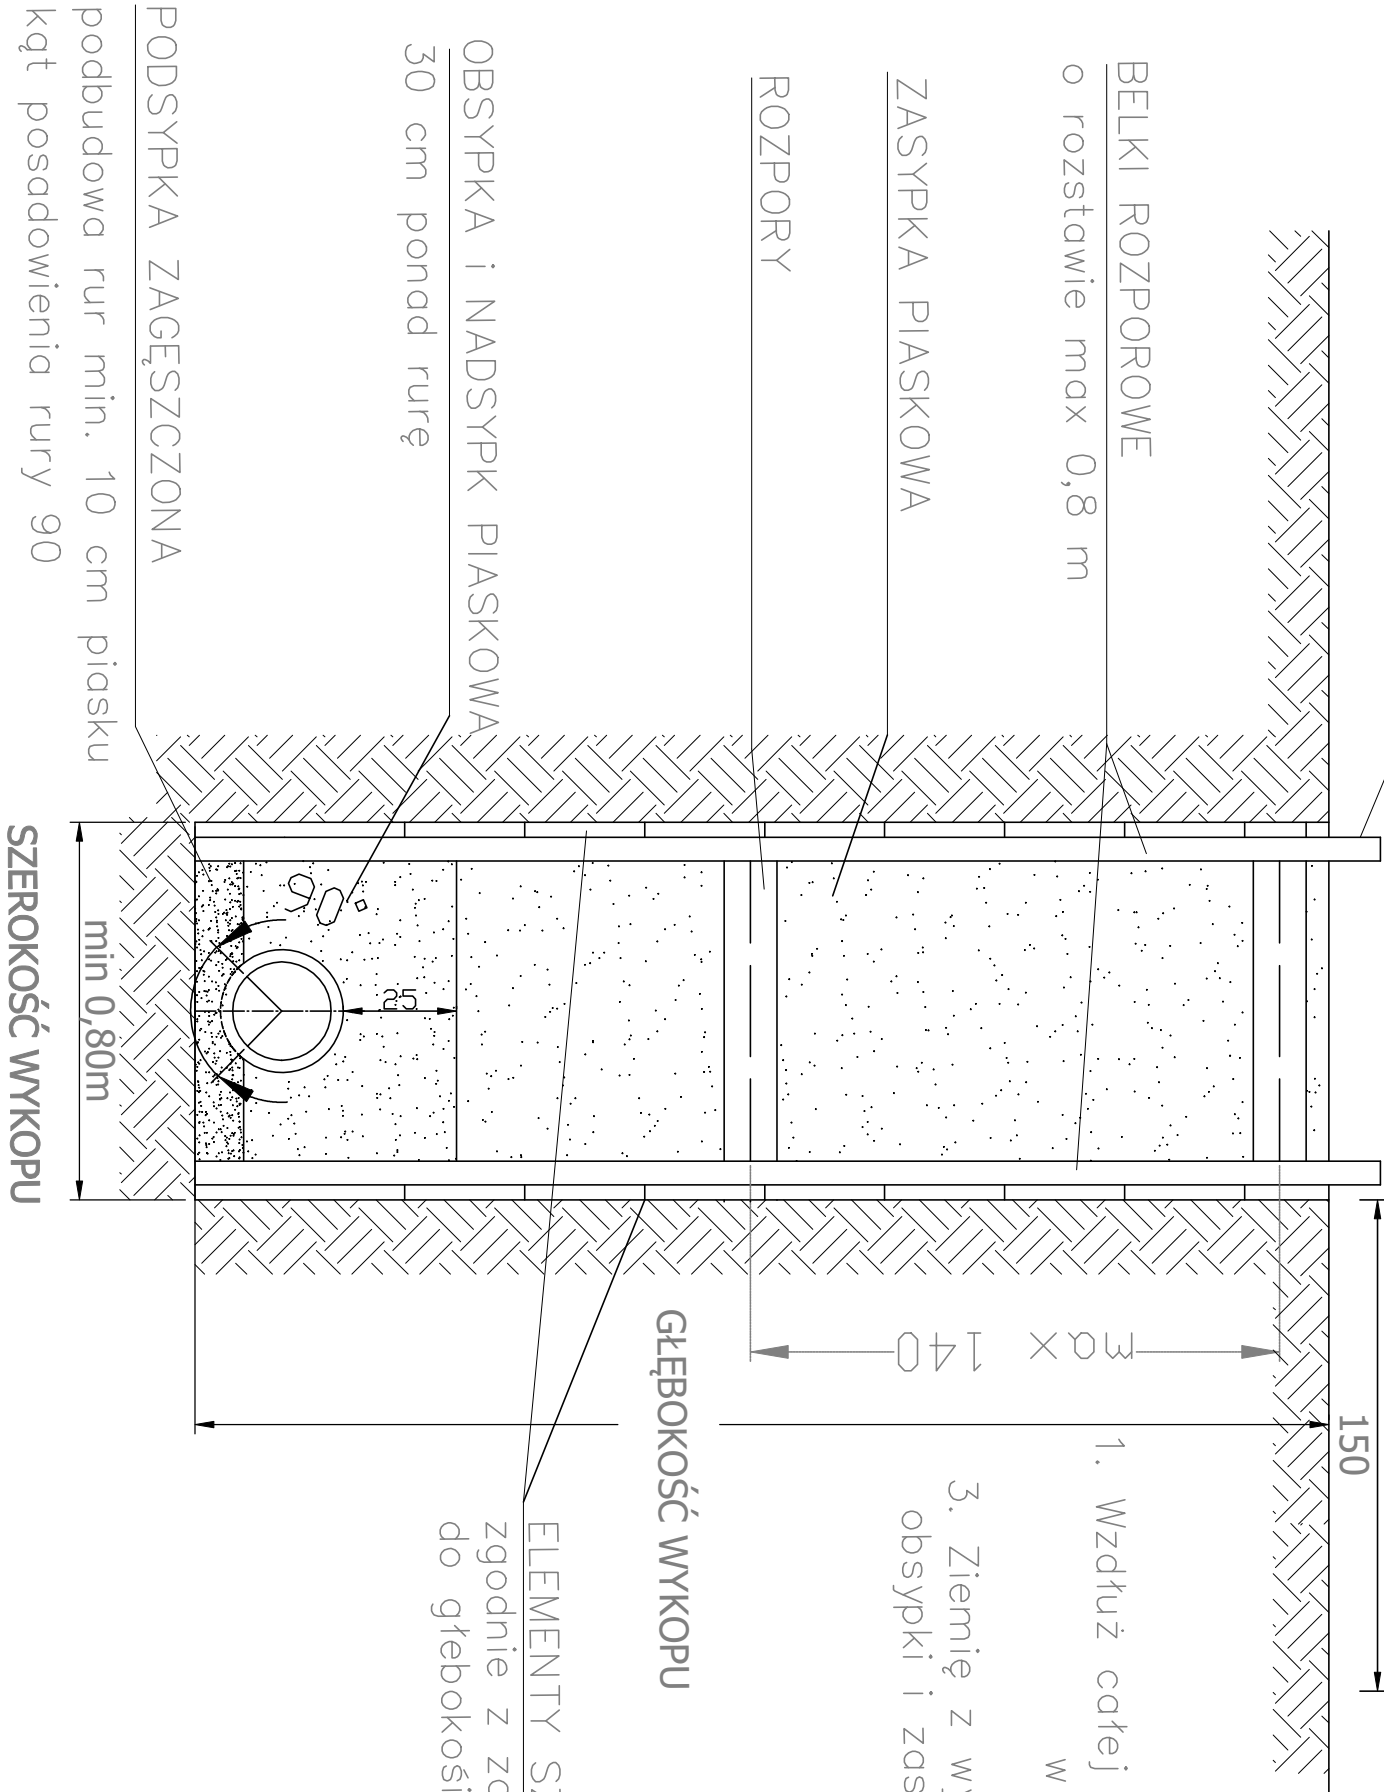 150
BELKI ROZPOROWE
o rozstawie max 0,8 m
ZASYPKA PIASKOWA
ROZPORY
OBSYPKA i NADSYPK PIASKOWA
30 cm ponad rurę
PODSYPKA ZAGĘSZCZONA
podbudowa rur min. 10 cm piasku
kąt posadowienia rury 90
90°
25
min 0,80m
SZEROKOŚĆ WYKOPU
max 140
GŁĘBOKOŚĆ WYKOPU
1. Wzdłuż całej
w
3. Ziemię z
obsypki i
ELEMENTY
zgodnie z
do